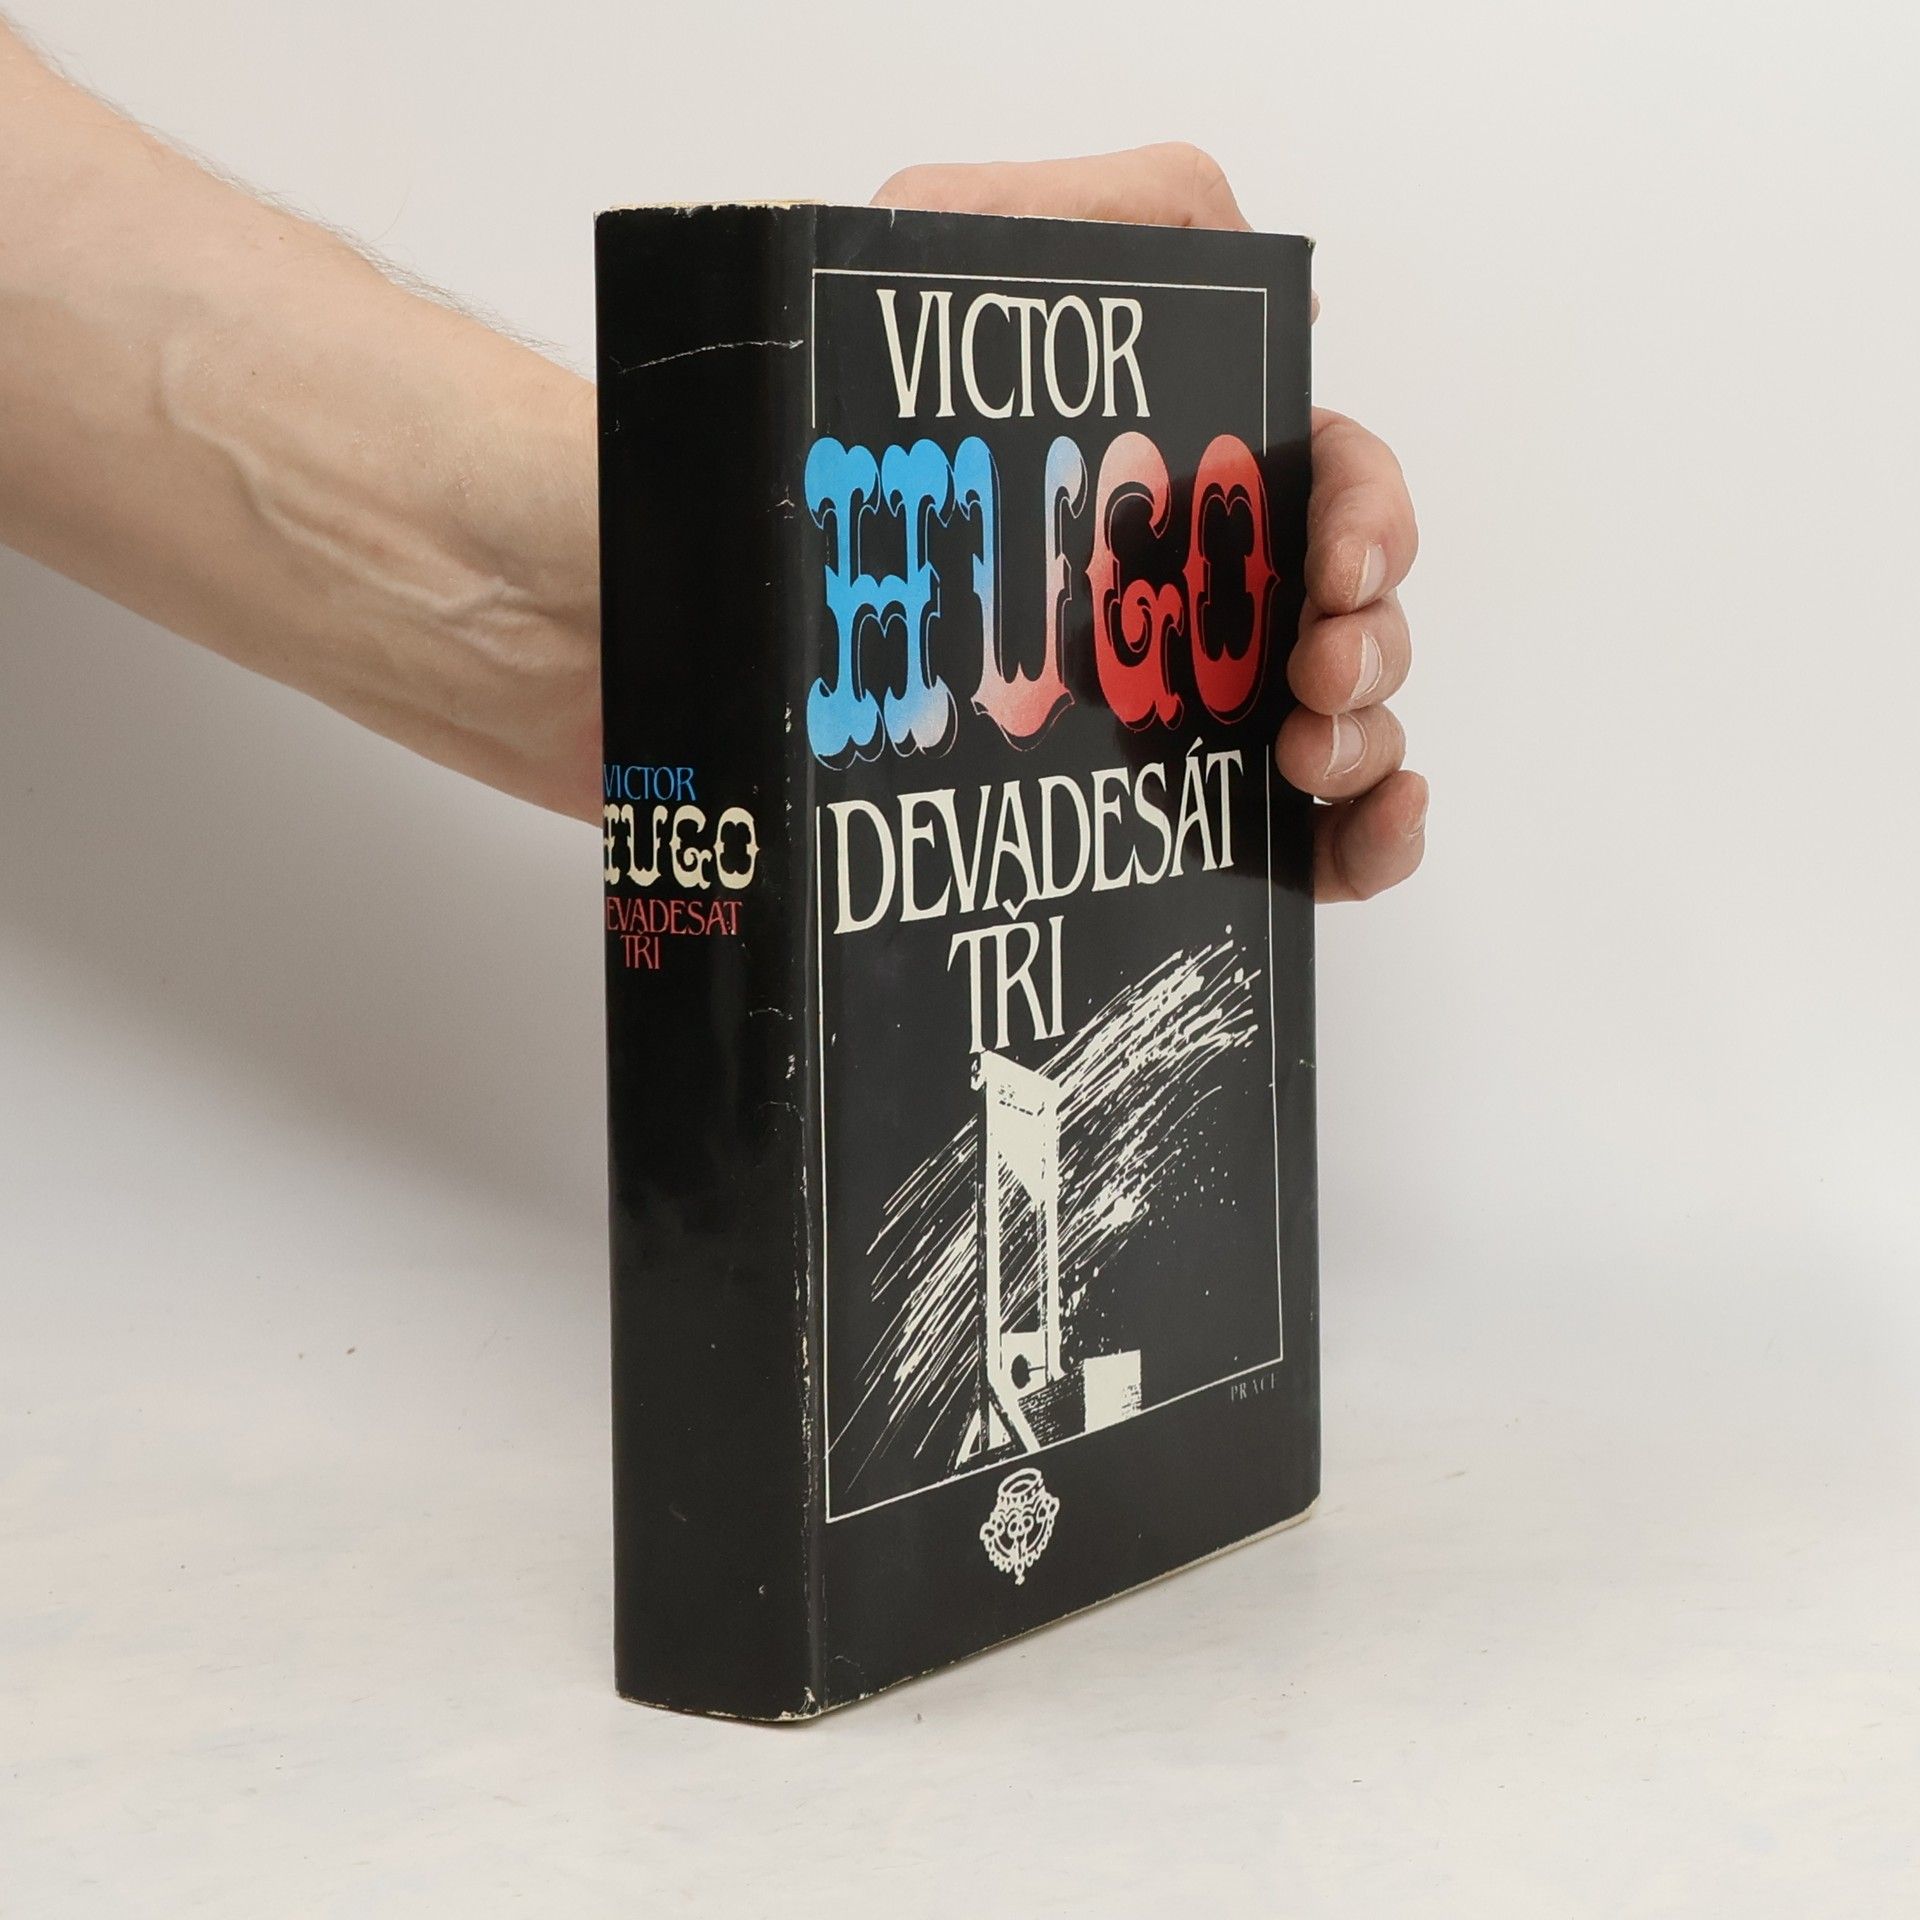 VICTOR
HUGO
DEVADESÁT
TŘI
PRÁCE
VICTOR
HUGO
DEVADESÁT
TŘI